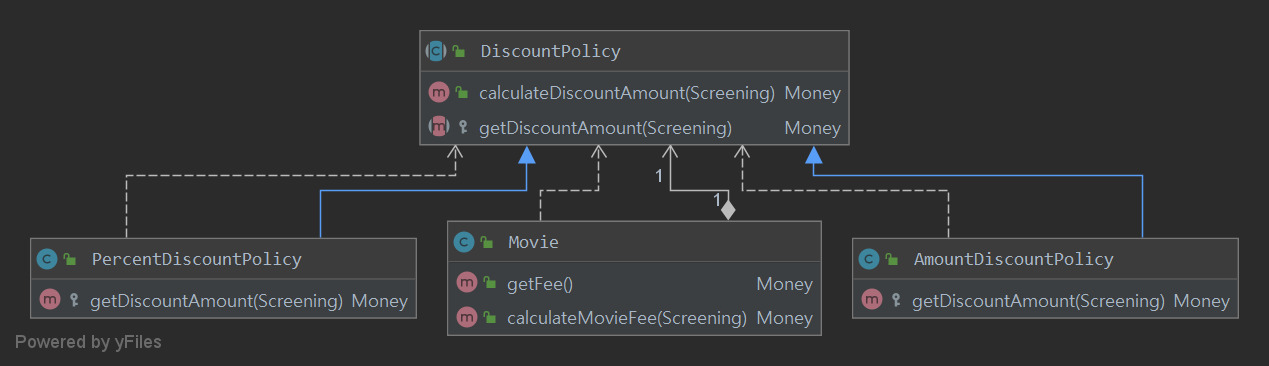 DiscountPolicy
calculateDiscountAmount(Screening) Money
getDiscountAmount(Screening) Money
1
1
PercentDiscountPolicy
getDiscountAmount(Screening) Money
Movie
getFee() Money
calculateMovieFee(Screening) Money
AmountDiscountPolicy
getDiscountAmount(Screening) Money
Powered by yFiles